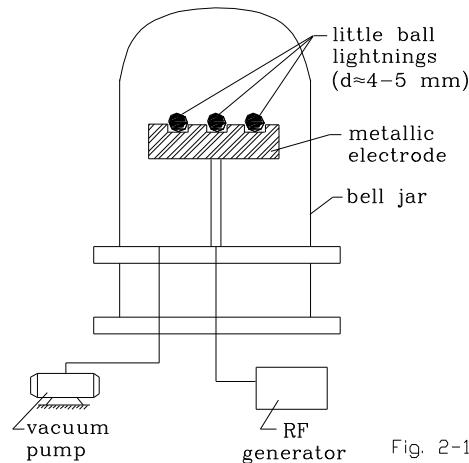 little ball
lightnings
(d≈4-5 mm)
metallic
electrode
bell jar
vacuum
pump
RF
generator
Fig. 2-1